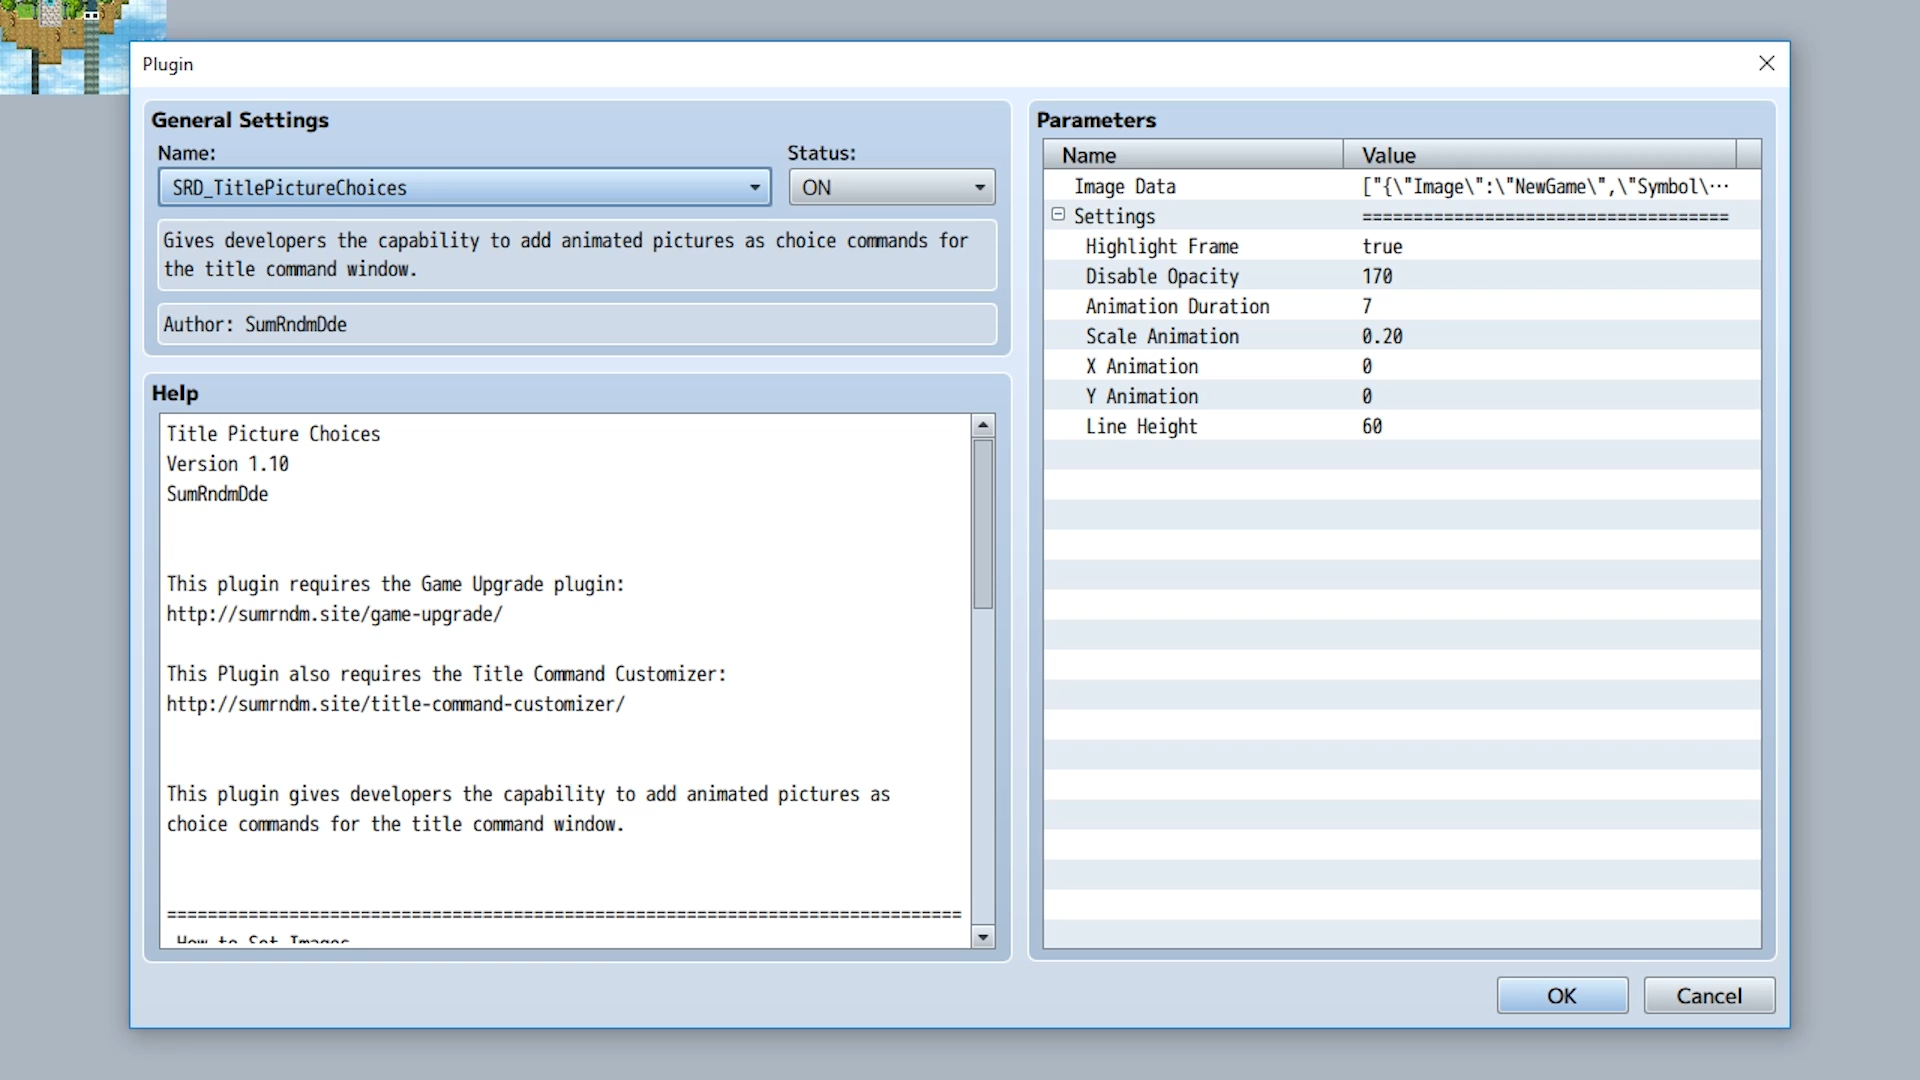 Plugin
General Settings
Name:
Status:
SRD_TitlePictureChoices
ON
Gives developers the capability to add animated pictures as choice commands for
the title command window.
Author: SumRndmDde
Help
Title Picture Choices
Version 1.10
SumRndmDde
This plugin requires the Game Upgrade plugin:
http://sumrndm.site/game-upgrade/
This Plugin also requires the Title Command Customizer:
http://sumrndm.site/title-command-customizer/
This plugin gives developers the capability to add animated pictures as
choice commands for the title command window.
==============================================================================
How to Set Images
Parameters
Name Value
Image Data ["{\"Image\":\"NewGame\",\"Symbol\⋯
Settings ====================================
Highlight Frame true
Disable Opacity 170
Animation Duration 7
Scale Animation 0.20
X Animation 0
Y Animation 0
Line Height 60
OK
Cancel